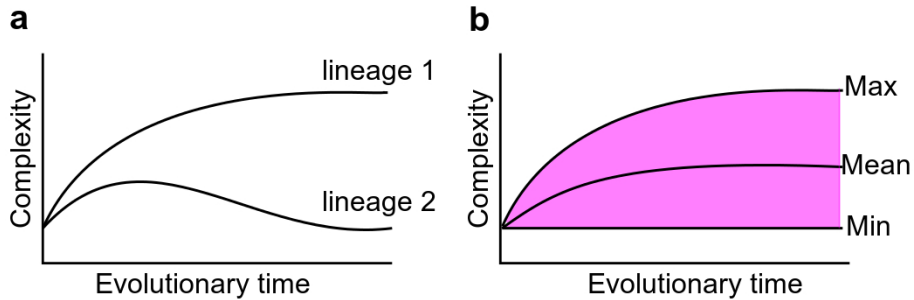 a
Complexity
lineage 1
lineage 2
Evolutionary time
b
Complexity
Max
Mean
Min
Evolutionary time